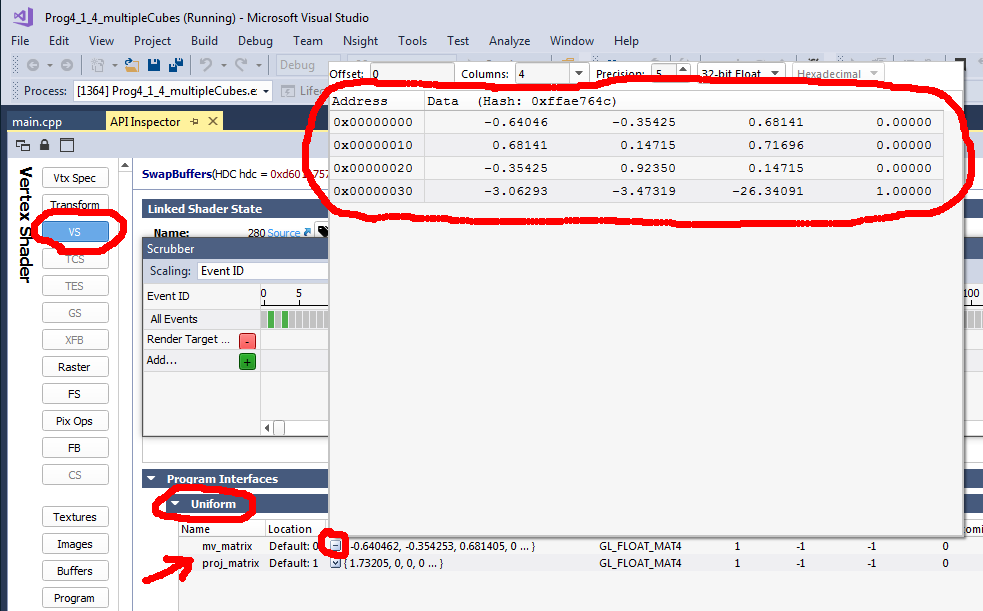 Prog4_1_4_multipleCubes (Running) - Microsoft Visual Studio
File Edit View Project Build Debug Team Nsight Tools Test Analyze Window Help
Debug
Offset: 0 Columns: 4 Precision: 5 32-bit Float Hexadecimal
Process: [1364] Prog4_1_4_multipleCubes.e
Address Data (Hash: 0xffae764c)
main.cpp API Inspector
0x00000000 -0.64046 -0.35425 0.68141 0.00000
0x00000010 0.68141 0.14715 0.71696 0.00000
0x00000020 -0.35425 0.92350 0.14715 0.00000
0x00000030 -3.06293 -3.47319 -26.34091 1.00000
Vertex Shader
Vtx Spec
Transform
VS
TCS
TES
GS
XFB
Raster
FS
Pix Ops
FB
CS
Textures
Images
Buffers
Program
SwapBuffers(HDC hdc =
Linked Shader State
Name: 280 Source
Scrubber
Scaling: Event ID
Event ID 0 5 100
All Events
Render Target ... -
Add... +
Program Interfaces
Uniform
Name Location
mv_matrix Default: 0 -0.640462, -0.354253, 0.681405, 0 ... } GL_FLOAT_MAT4 1 -1 -1 0
proj_matrix Default: 1 { 1.73205, 0, 0, 0 ... } GL_FLOAT_MAT4 1 -1 -1 0